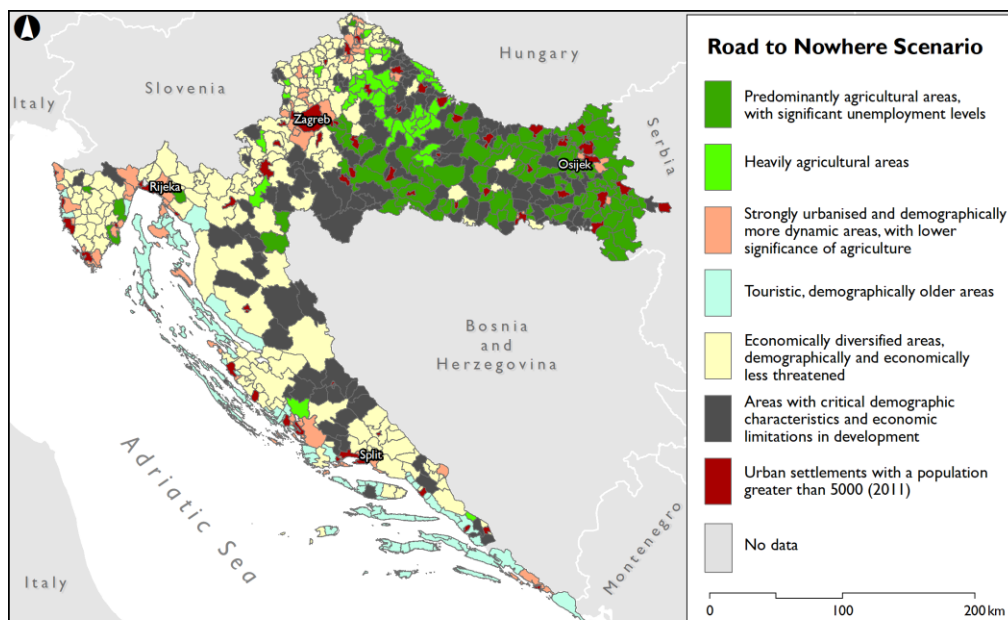 Hungary
Slovenia
Italy
Zagreb
Serbia
Osijek
Rijeka
Bosnia
and
Herzegovina
Adriatic Sea
Split
Montenegro
Italy
Road to Nowhere Scenario
Predominantly agricultural areas,
with significant unemployment levels
Heavily agricultural areas
Strongly urbanised and demographically
more dynamic areas, with lower
significance of agriculture
Touristic, demographically older areas
Economically diversified areas,
demographically and economically
less threatened
Areas with critical demographic
characteristics and economic
limitations in development
Urban settlements with a population
greater than 5000 (2011)
No data
0 100 200 km